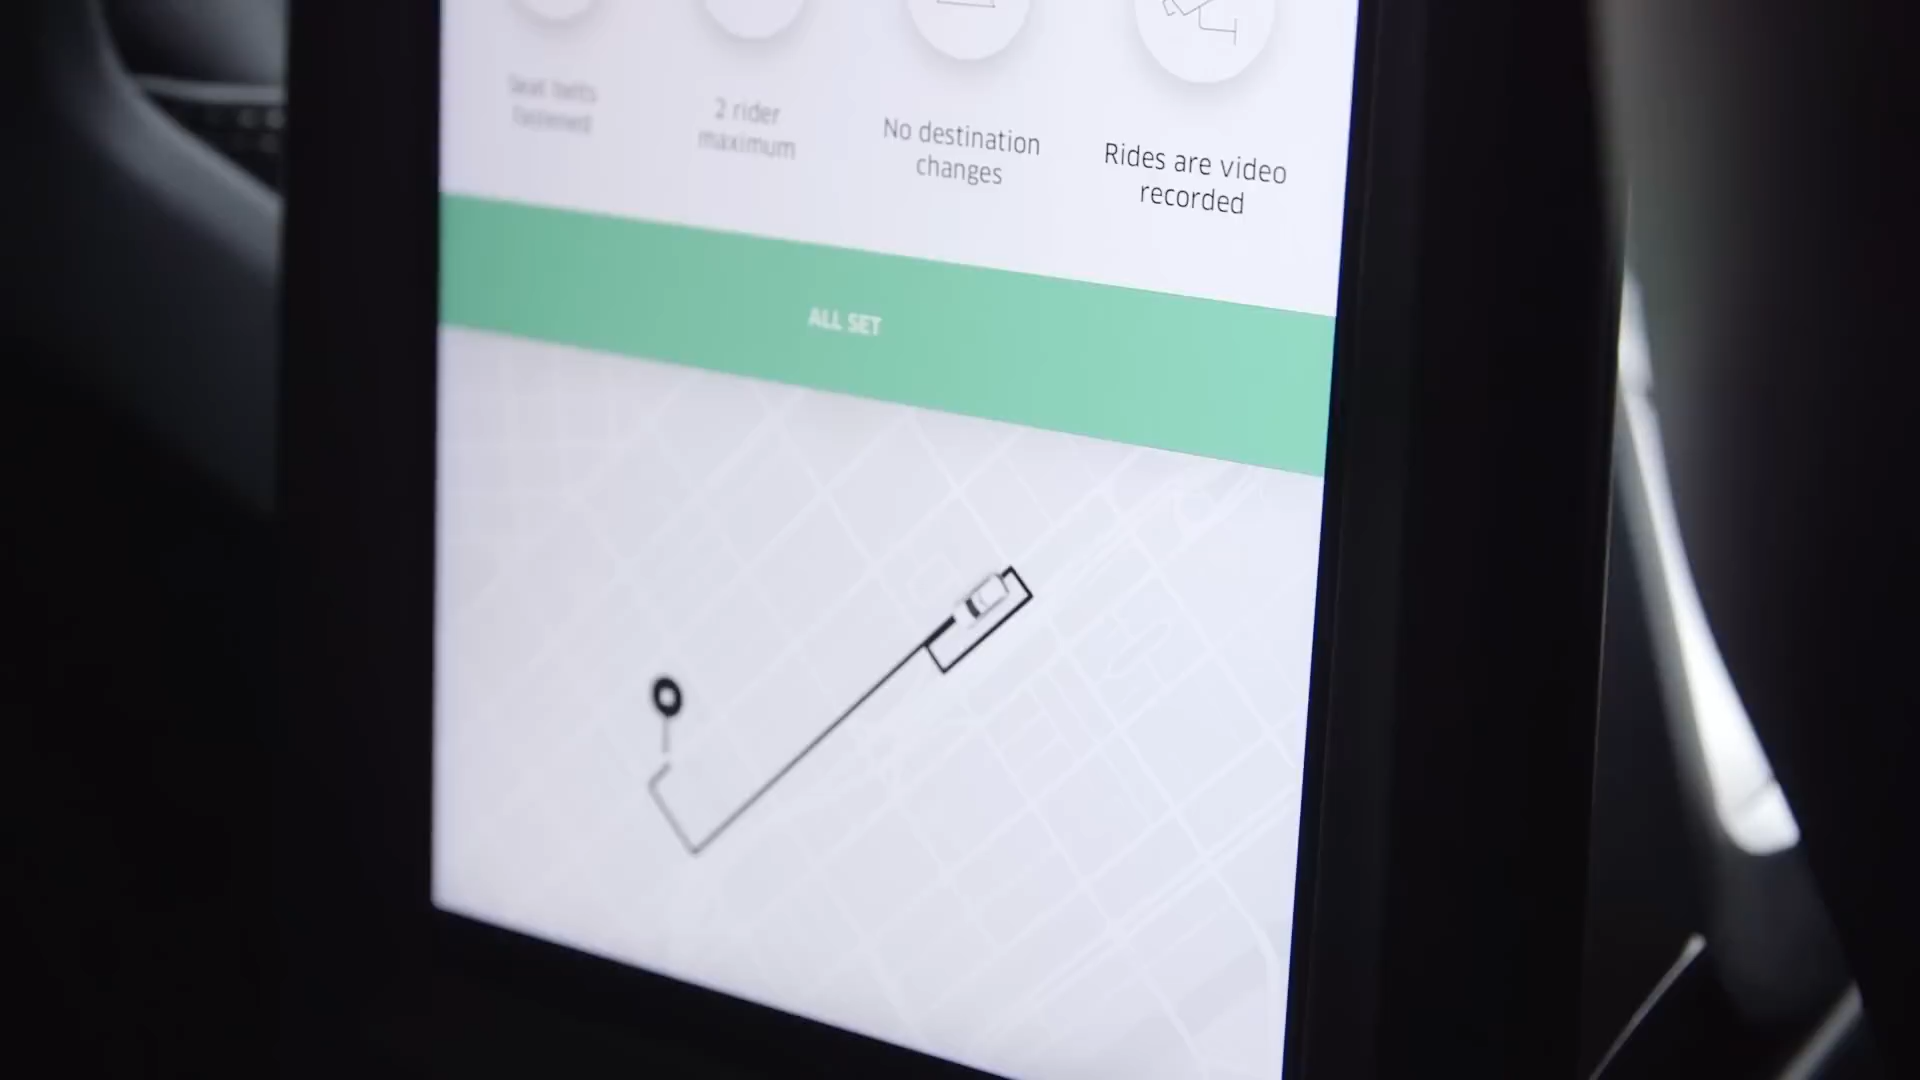 Seat belts
fastened
2 rider
maximum
No destination
changes
Rides are video
recorded
ALL SET